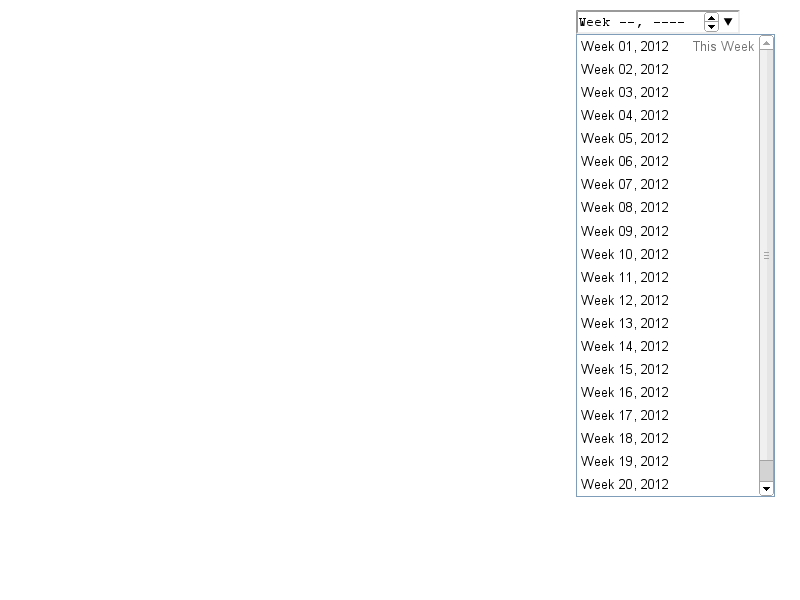 Week --, ----
Week 01, 2012 This Week
Week 02, 2012
Week 03, 2012
Week 04, 2012
Week 05, 2012
Week 06, 2012
Week 07, 2012
Week 08, 2012
Week 09, 2012
Week 10, 2012
Week 11, 2012
Week 12, 2012
Week 13, 2012
Week 14, 2012
Week 15, 2012
Week 16, 2012
Week 17, 2012
Week 18, 2012
Week 19, 2012
Week 20, 2012